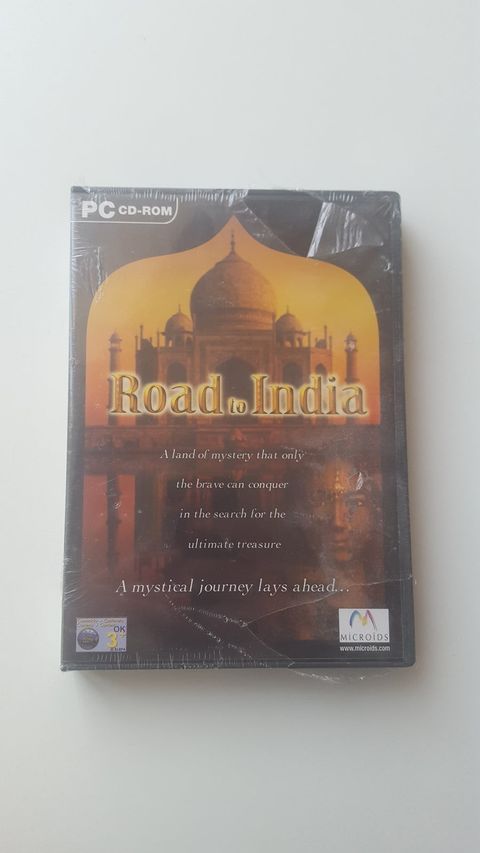 PC CD-ROM
Road to India
A land of mystery that only
the brave can conquer
in the search for the
ultimate treasure
A mystical journey lays ahead...
OK
3+
MICROÏDS
www.microids.com